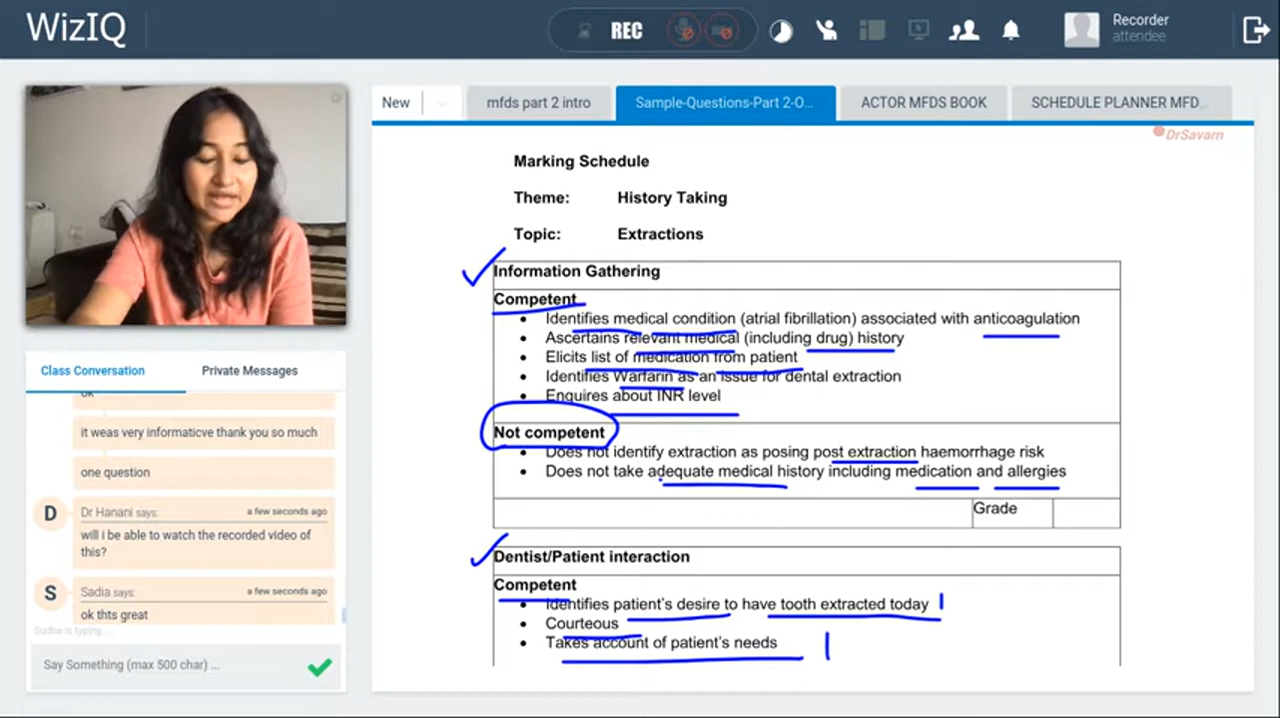 WizIQ
REC
Recorder
attendee
New
mfds part 2 intro
Sample-Questions-Part 2-O...
ACTOR MFDS BOOK
SCHEDULE PLANNER MFD...
DrSavarn
Marking Schedule
Theme: History Taking
Topic: Extractions
Information Gathering
Competent
• Identifies medical condition (atrial fibrillation) associated with anticoagulation
• Ascertains relevant medical (including drug) history
• Elicits list of medication from patient
• Identifies Warfarin as an issue for dental extraction
• Enquires about INR level
Not competent
• Does not identify extraction as posing post extraction haemorrhage risk
• Does not take adequate medical history including medication and allergies
Grade
Dentist/Patient interaction
Competent
• Identifies patient's desire to have tooth extracted today
• Courteous
• Takes account of patient's needs
Class Conversation
Private Messages
ok
it weas very informaticve thank you so much
one question
D
Dr Hanani says:
a few seconds ago
will i be able to watch the recorded video of
this?
S
Sadia says:
a few seconds ago
ok thts great
Sudha is typing...
Say Something (max 500 char) ...